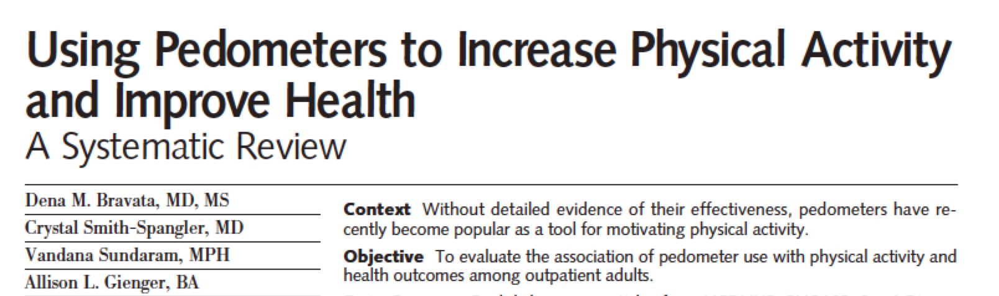 Using Pedometers to Increase Physical Activity
and Improve Health
A Systematic Review
Dena M. Bravata, MD, MS
Crystal Smith-Spangler, MD
Vandana Sundaram, MPH
Allison L. Gienger, BA
Context Without detailed evidence of their effectiveness, pedometers have re-
cently become popular as a tool for motivating physical activity.
Objective To evaluate the association of pedometer use with physical activity and
health outcomes among outpatient adults.